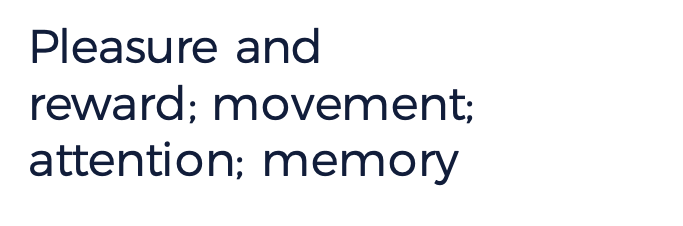 Pleasure and
reward; movement;
attention; memory